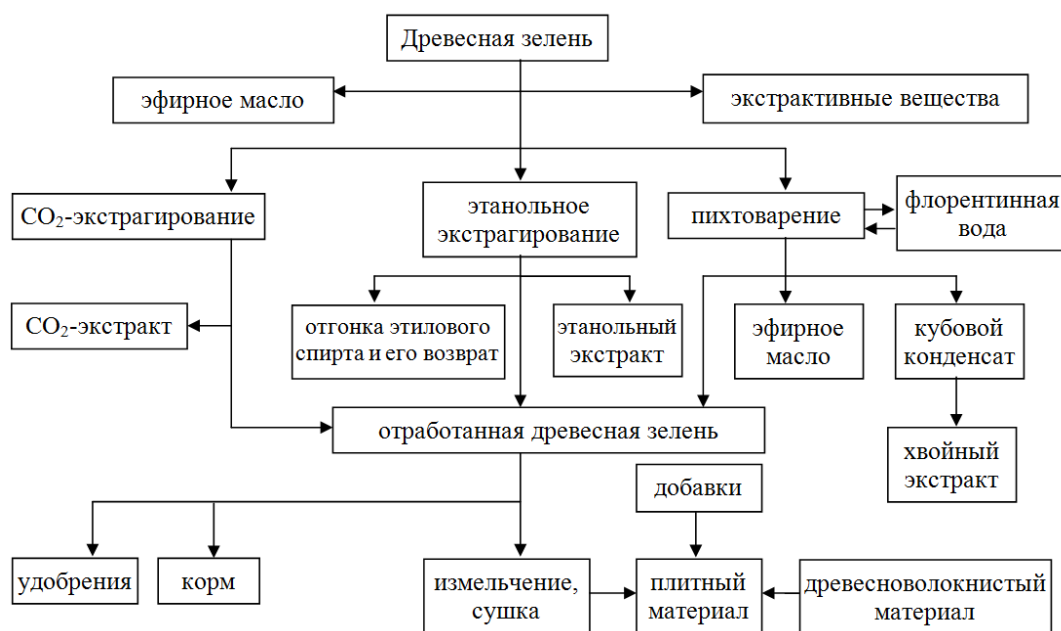 Древесная зелень
эфирное масло
экстрактивные вещества
CO₂-экстрагирование
этанольное
экстрагирование
пихтоварение
флорентинная
вода
CO₂-экстракт
отгонка этилового
спирта и его возврат
этанольный
экстракт
эфирное
масло
кубовой
конденсат
отработанная древесная зелень
хвойный
экстракт
добавки
удобрения
корм
измельчение,
сушка
плитный
материал
древесноволокнистый
материал